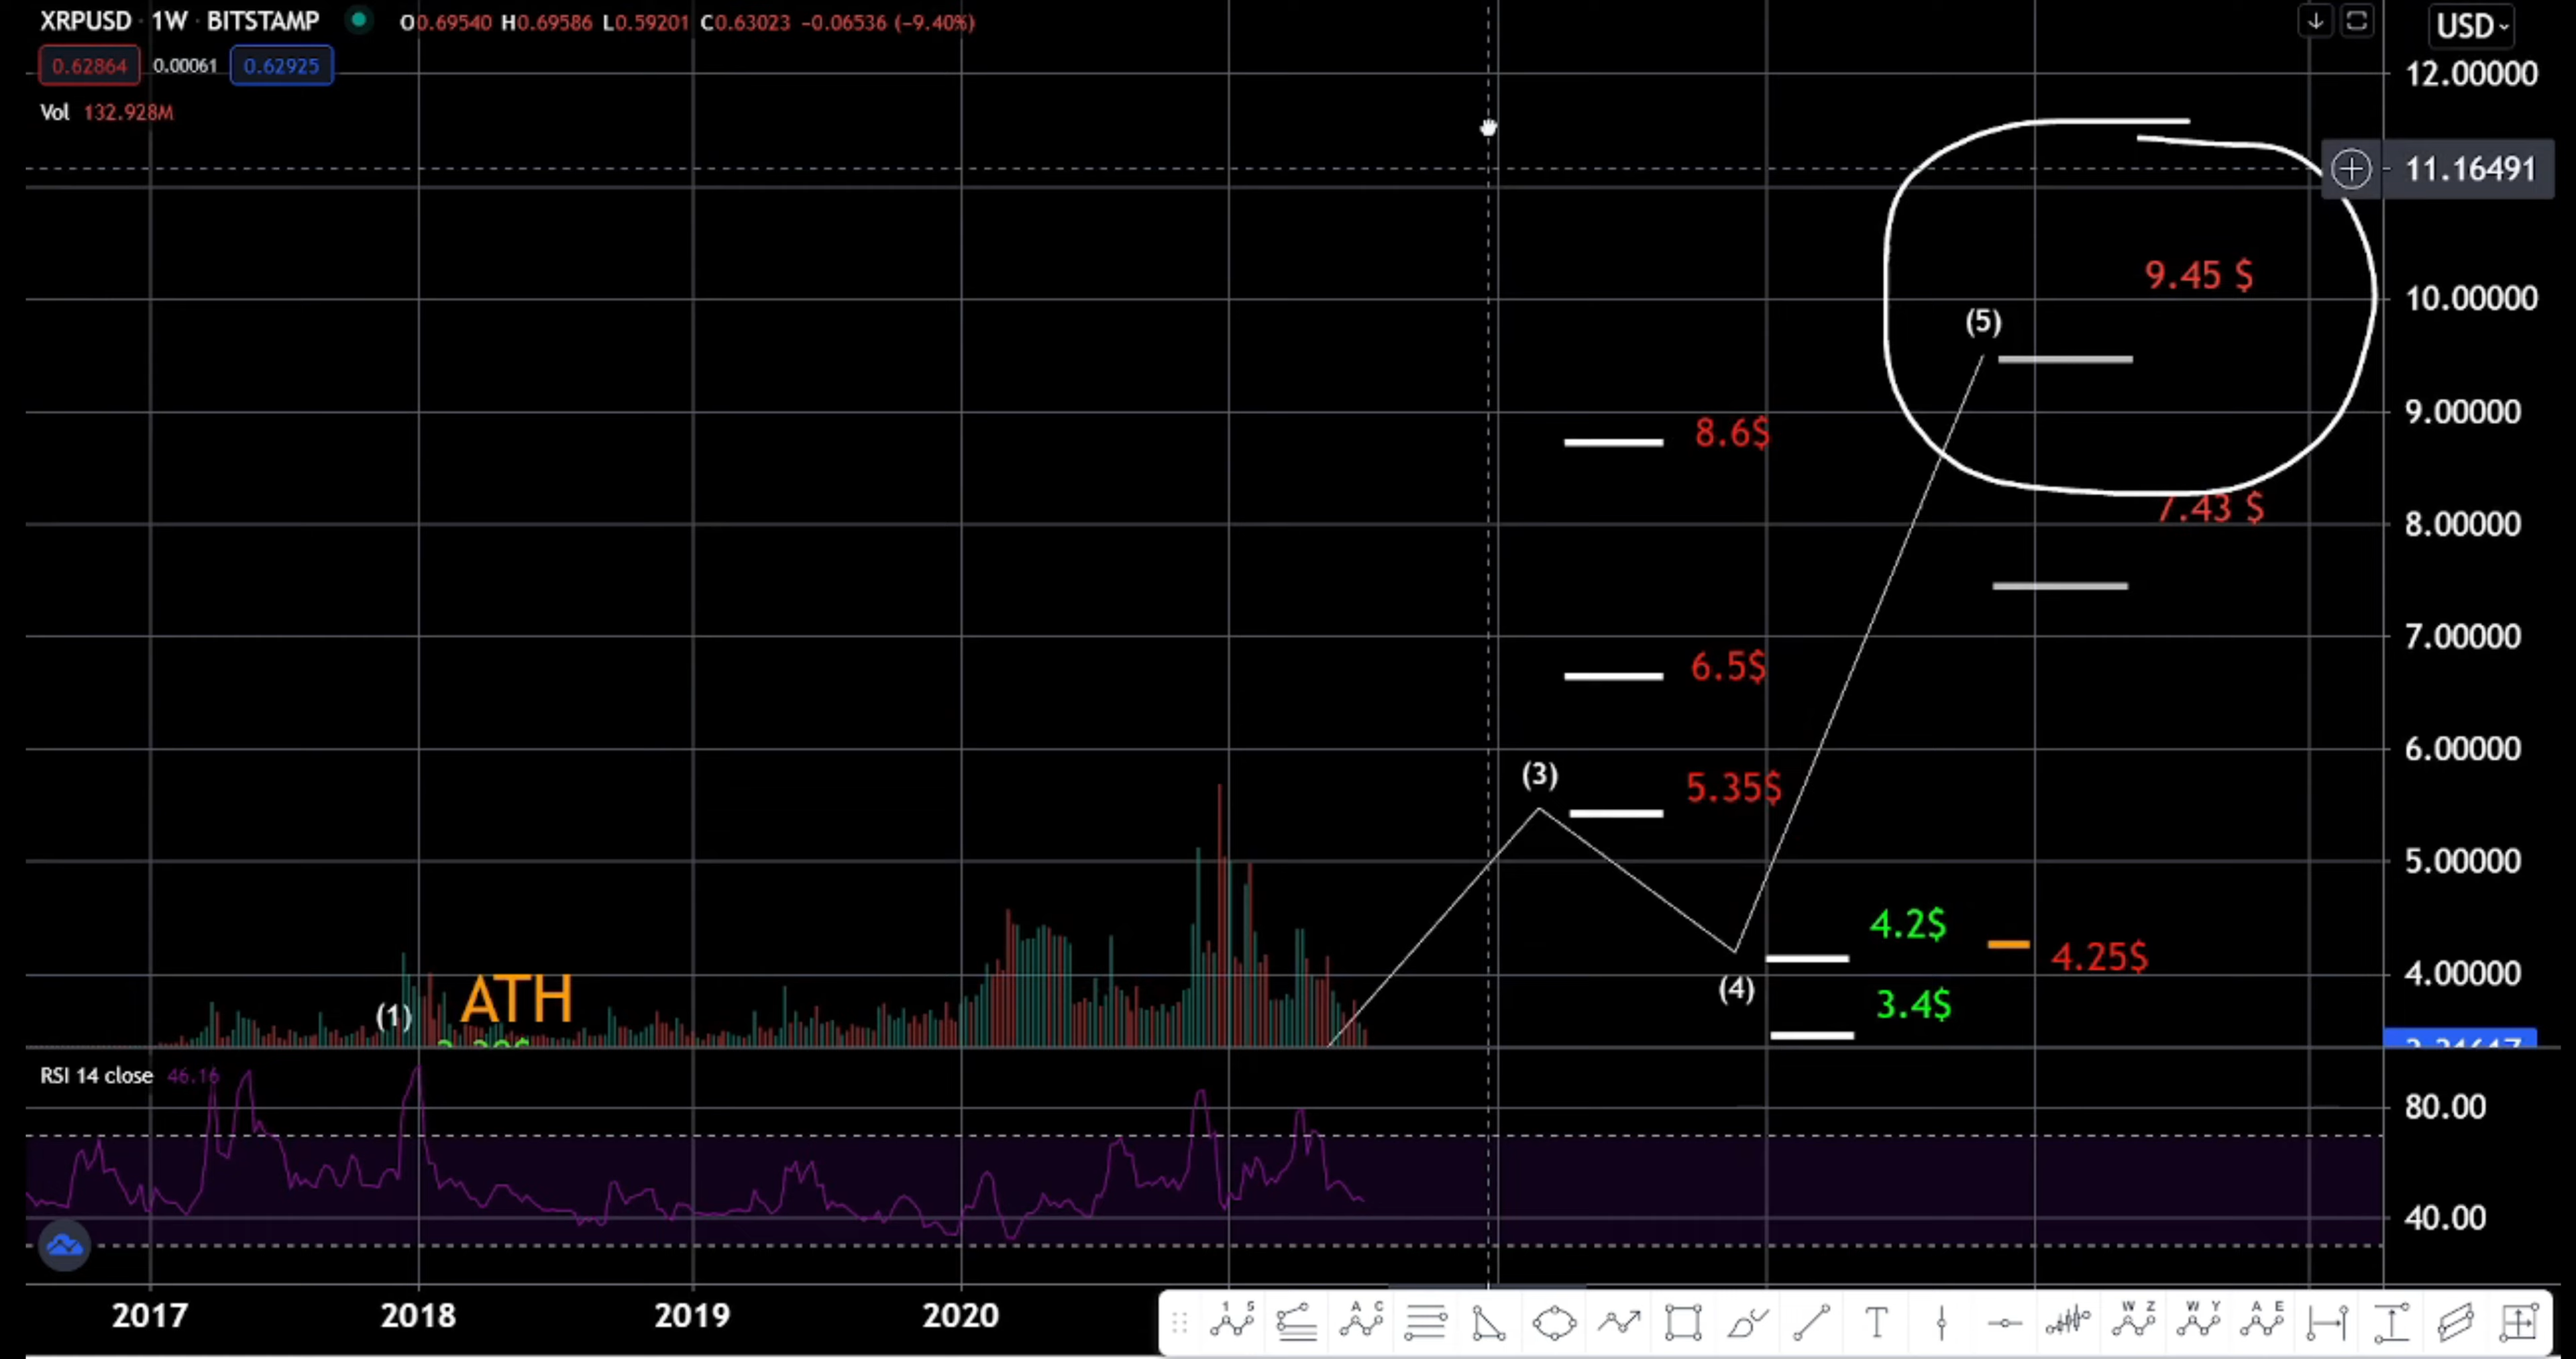 XRPUSD · 1W · BITSTAMP O0.69540 H0.69586 L0.59201 C0.63023 −0.06536 (−9.40%)
USD
0.62864 0.00061 0.62925
12.00000
Vol 132.928M
11.16491
9.45 $
10.00000
(5)
9.00000
8.6$
7.43 $
8.00000
7.00000
6.5$
6.00000
(3)
5.35$
5.00000
4.2$
4.25$
4.00000
(4)
3.4$
(1)
ATH
RSI 14 close 46.16
80.00
40.00
2017 2018 2019 2020
1 5
A C
W Z
W Y
A E
T